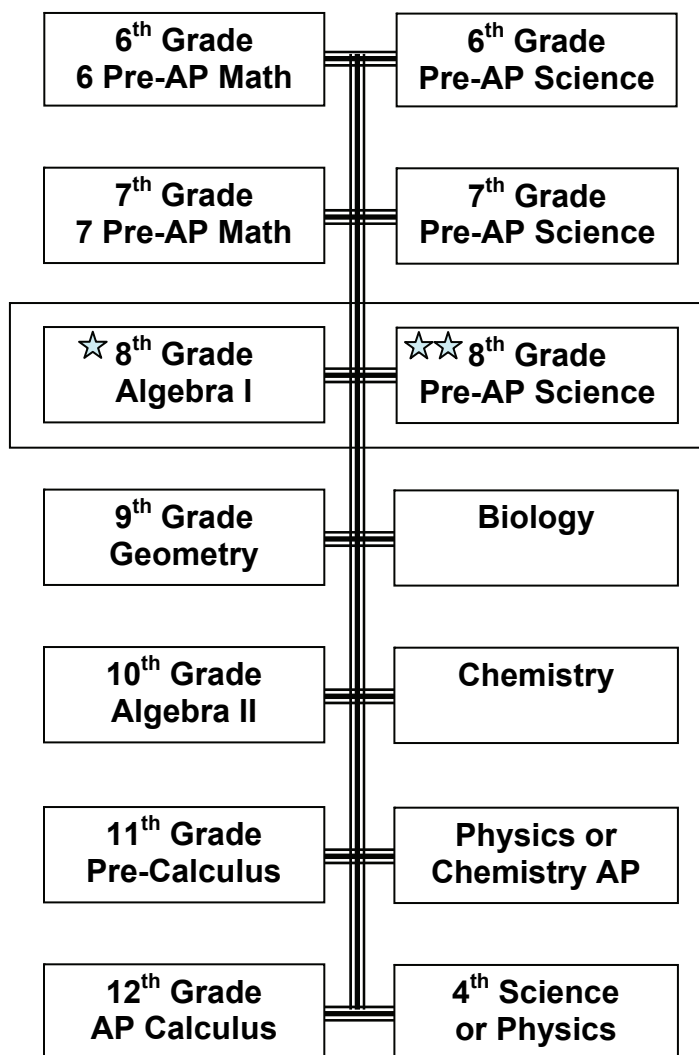 6th Grade
6 Pre-AP Math
6th Grade
Pre-AP Science
7th Grade
7 Pre-AP Math
7th Grade
Pre-AP Science
8th Grade
Algebra I
8th Grade
Pre-AP Science
9th Grade
Geometry
Biology
10th Grade
Algebra II
Chemistry
11th Grade
Pre-Calculus
Physics or
Chemistry AP
12th Grade
AP Calculus
4th Science
or Physics